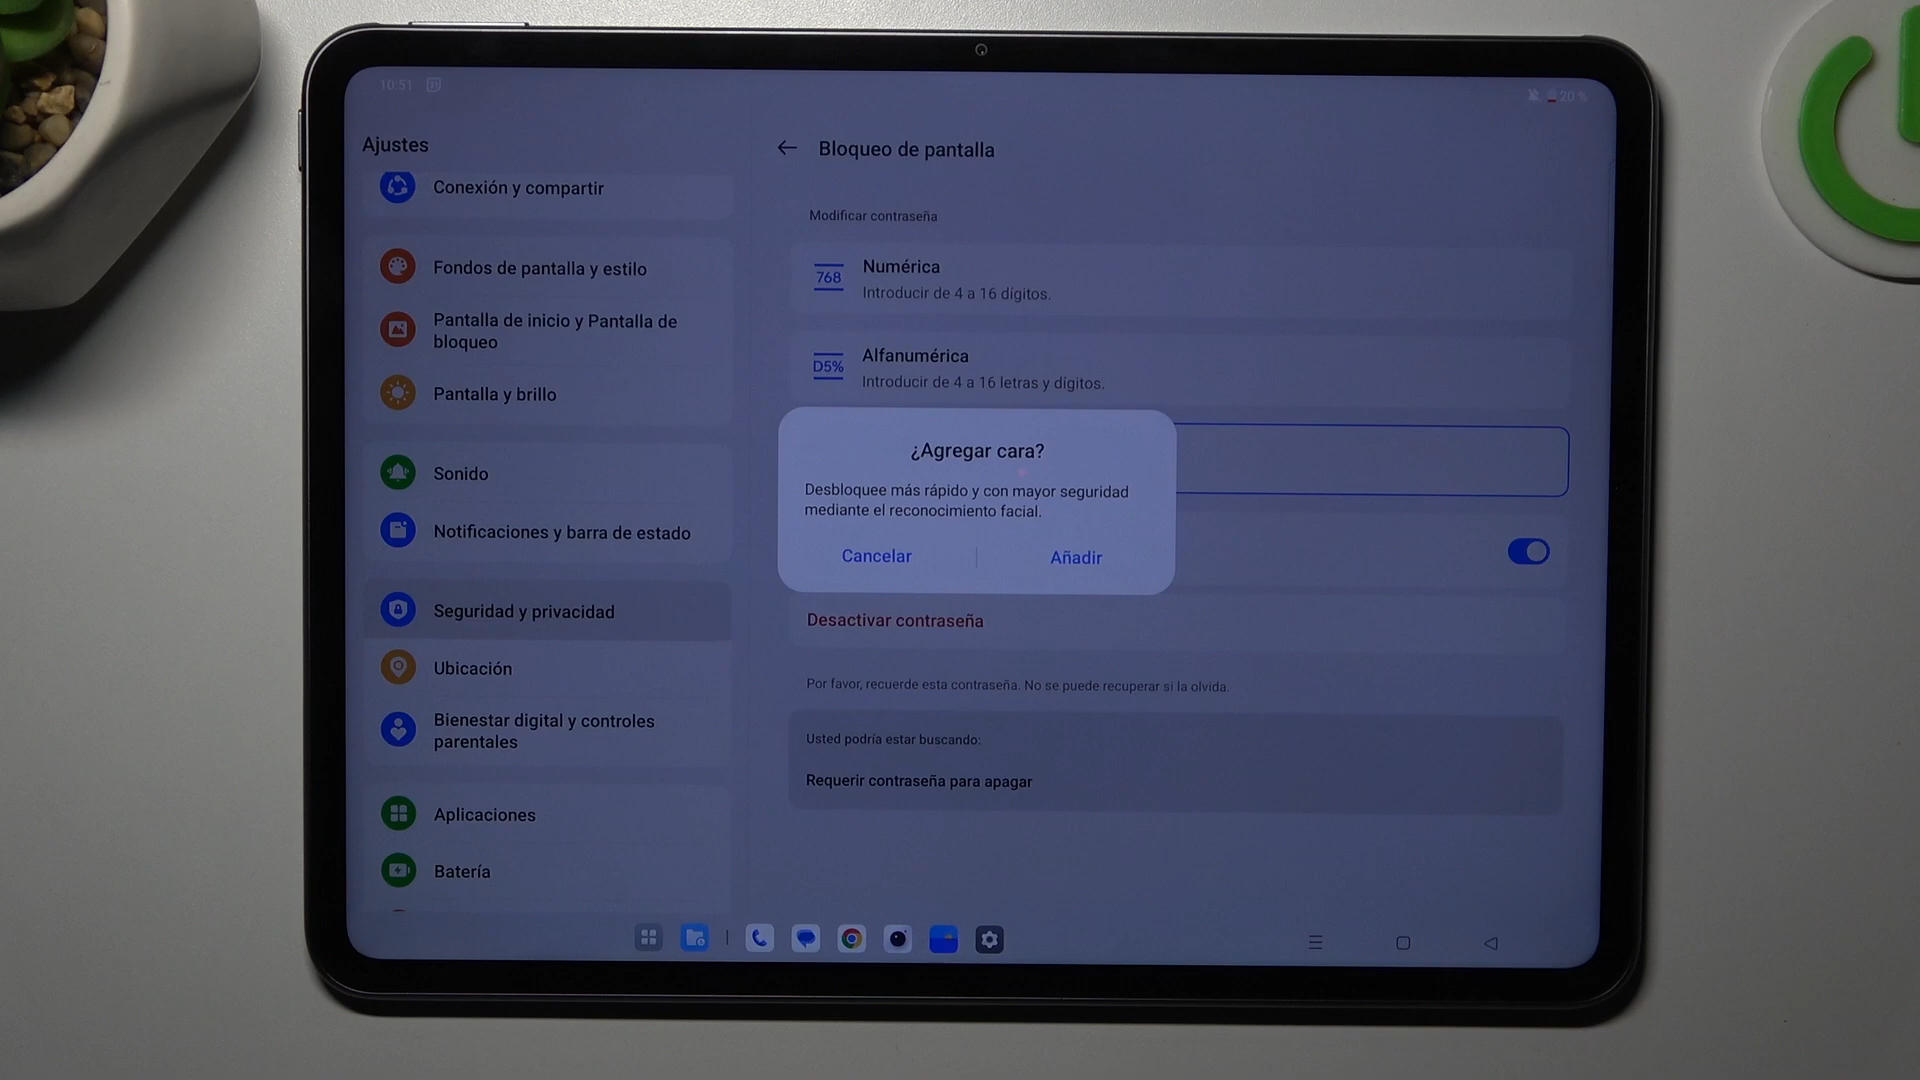 10:51
31
20 %
Ajustes
Conexión y compartir
Fondos de pantalla y estilo
Pantalla de inicio y Pantalla de
bloqueo
Pantalla y brillo
Sonido
Notificaciones y barra de estado
Seguridad y privacidad
Ubicación
Bienestar digital y controles
parentales
Aplicaciones
Batería
Bloqueo de pantalla
Modificar contraseña
768
Numérica
Introducir de 4 a 16 dígitos.
D5%
Alfanumérica
Introducir de 4 a 16 letras y dígitos.
¿Agregar cara?
Desbloquee más rápido y con mayor seguridad
mediante el reconocimiento facial.
Cancelar
Añadir
Desactivar contraseña
Por favor, recuerde esta contraseña. No se puede recuperar si la olvida.
Usted podría estar buscando:
Requerir contraseña para apagar